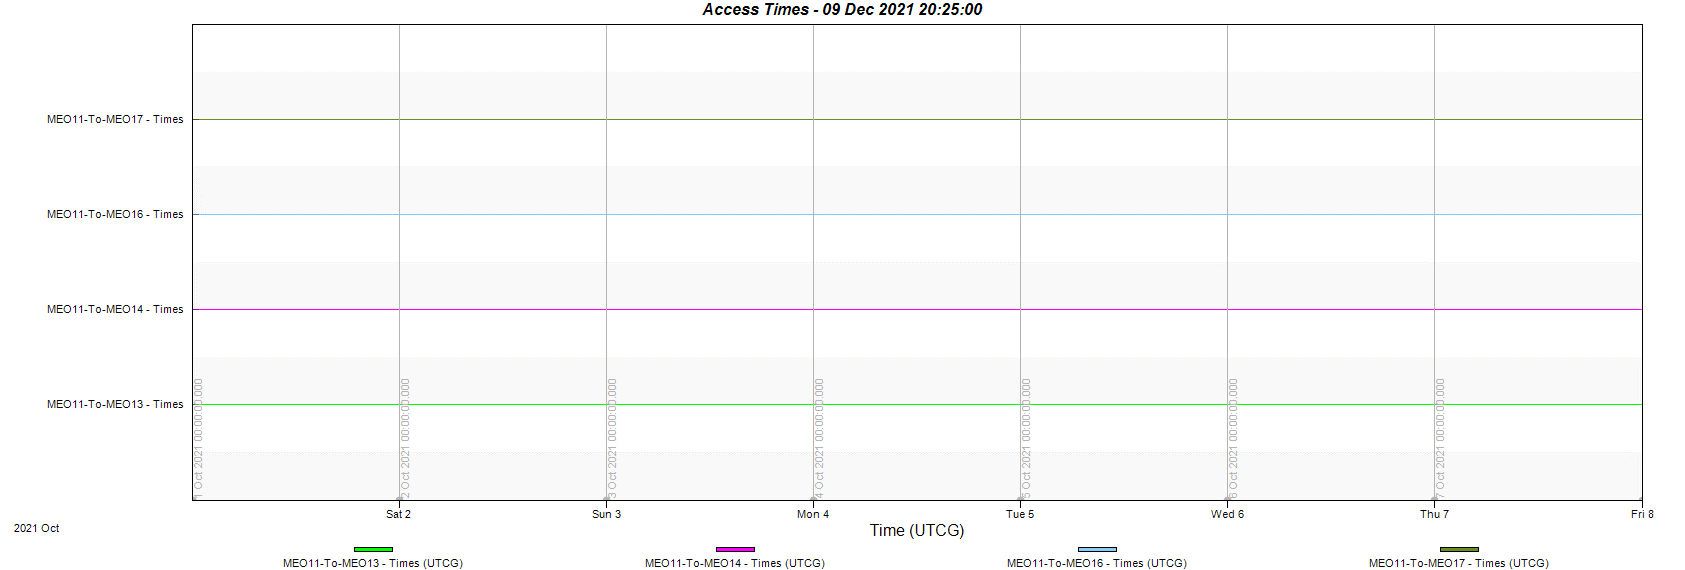 Access Times - 09 Dec 2021 20:25:00
MEO11-To-MEO17 - Times
MEO11-To-MEO16 - Times
MEO11-To-MEO14 - Times
MEO11-To-MEO13 - Times
1 Oct 2021 00:00:00.000
2 Oct 2021 00:00:00.000
3 Oct 2021 00:00:00.000
4 Oct 2021 00:00:00.000
5 Oct 2021 00:00:00.000
6 Oct 2021 00:00:00.000
7 Oct 2021 00:00:00.000
Sat 2
Sun 3
Mon 4
Tue 5
Wed 6
Thu 7
Fri 8
2021 Oct
Time (UTCG)
MEO11-To-MEO13 - Times (UTCG)
MEO11-To-MEO14 - Times (UTCG)
MEO11-To-MEO16 - Times (UTCG)
MEO11-To-MEO17 - Times (UTCG)